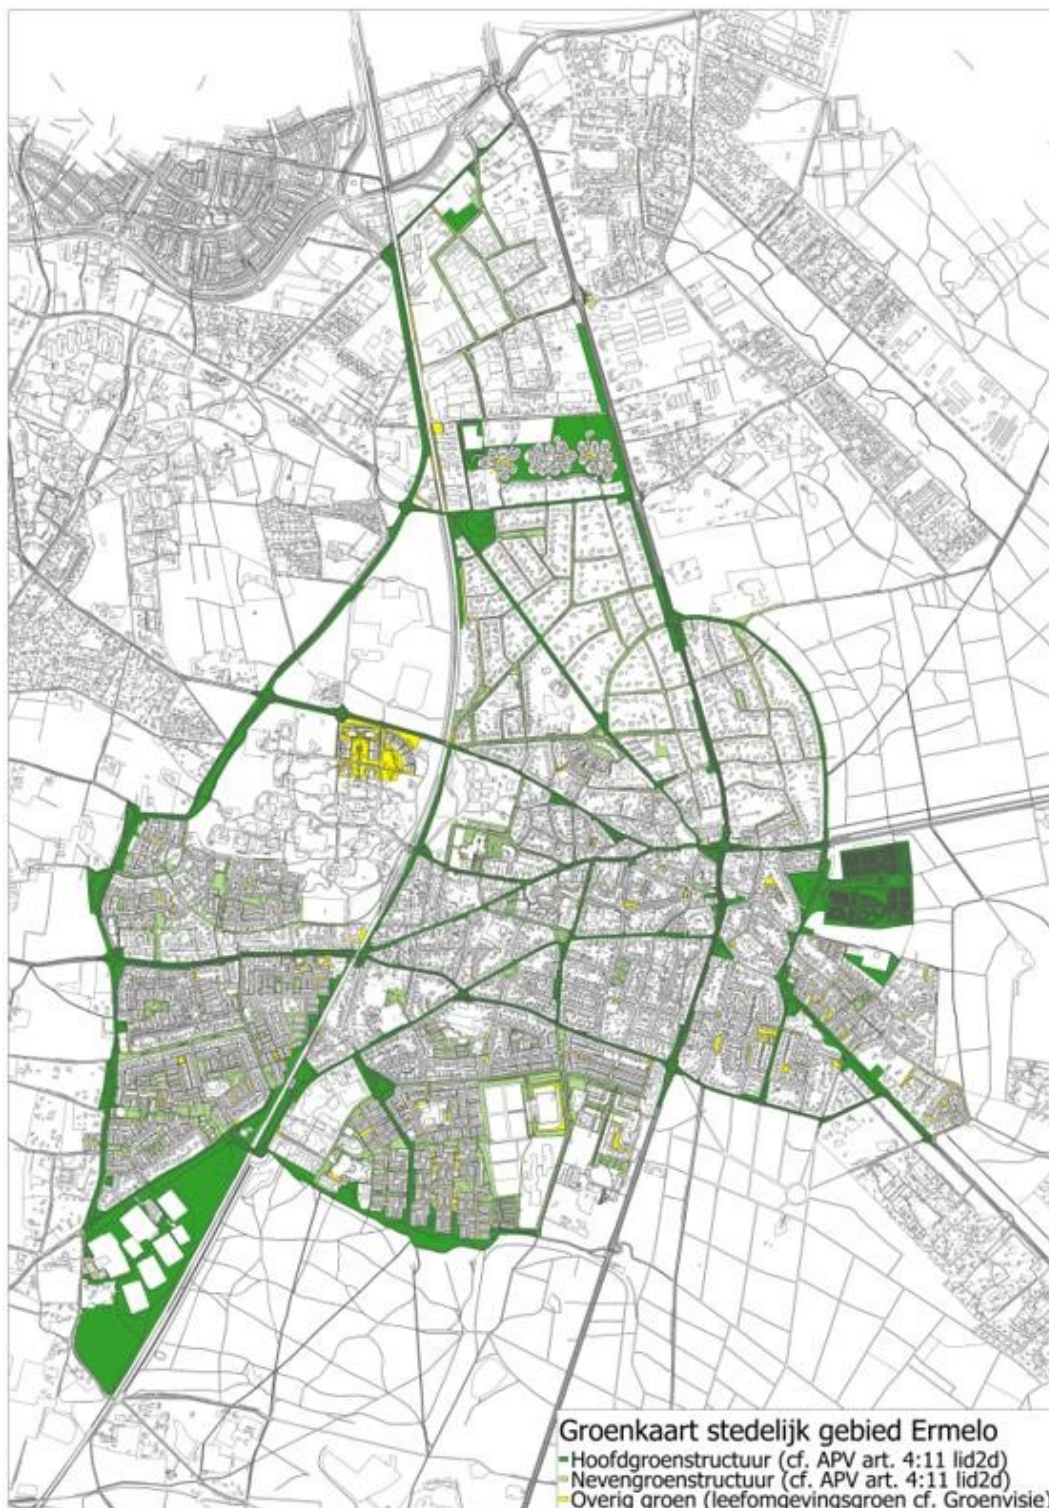 Groenkaart stedelijk gebied Ermelo
Hoofdgroenstructuur (cf. APV art. 4:11 lid2d)
Nevengroenstructuur (cf. APV art. 4:11 lid2d)
Overig groen (leefomgevingsgroen cf. Groenvisie)